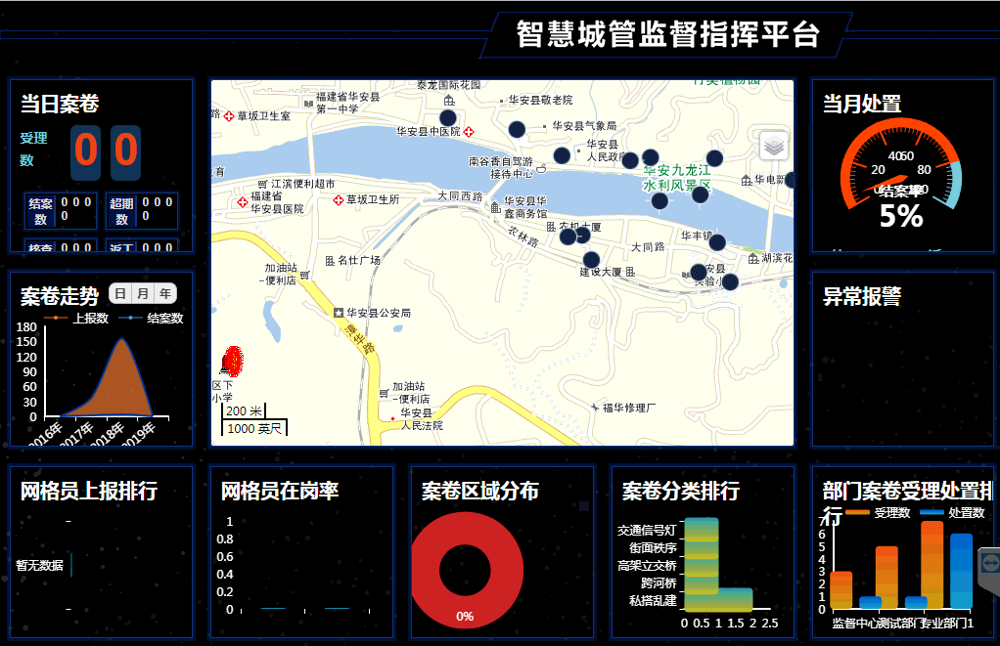 智慧城管监督指挥平台
当日案卷
受理数
0 0
结案数
0 0 0
0
超期数
0 0 0
0
核查
0 0 0
返工
0 0 0
案卷走势
日 月 年
上报数 结案数
180
150
120
90
60
30
0
2016年 2017年 2018年 2019年
泰龙国际花园
福建省华安县
第一中学
草坂卫生室
华安县敬老院
华安县中医院
华安县气象局
华安县
人民政府
南谷香自驾游
接待中心
华安九龙江
水利风景区
华电新
江滨便利超市
福建省
华安县医院
草坂卫生所
大同西路
华安县华
鑫商务馆
农林路
农机大厦
大同路
华丰镇
湖滨花
名仕广场
加油站
-便利店
建设大厦
华安县公安局
漳华路
区下
小学
加油站
-便利店
华安县
人民法院
福华修理厂
200 米
1000 英尺
当月处置
20
40
60
80
结案率
5%
异常报警
网格员上报排行
暂无数据
网格员在岗率
1
0.8
0.6
0.4
0.2
0
案卷区域分布
0%
案卷分类排行
交通信号灯
街面秩序
高架立交桥
跨河桥
私搭乱建
0 0.5 1 1.5 2 2.5
部门案卷受理处置排
行
受理数 处置数
7
6
5
4
3
2
1
0
监督中心 测试部门 专业部门1